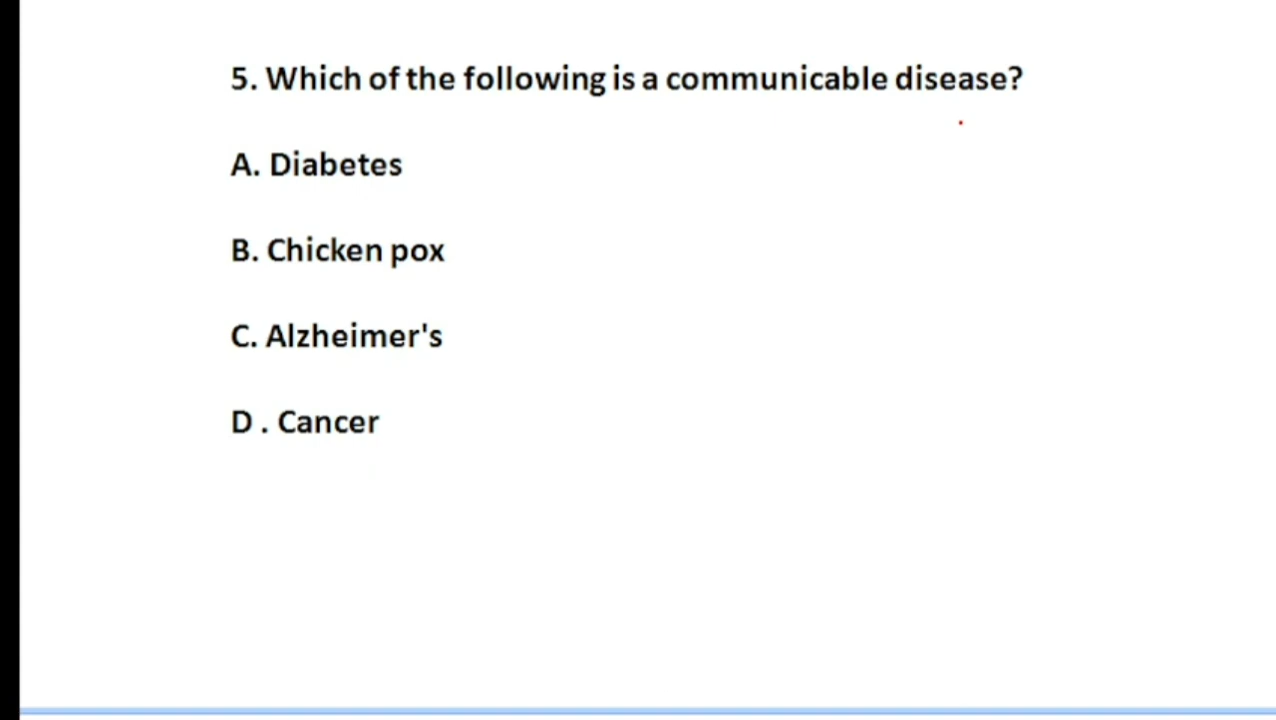 5. Which of the following is a communicable disease?
A. Diabetes
B. Chicken pox
C. Alzheimer's
D . Cancer